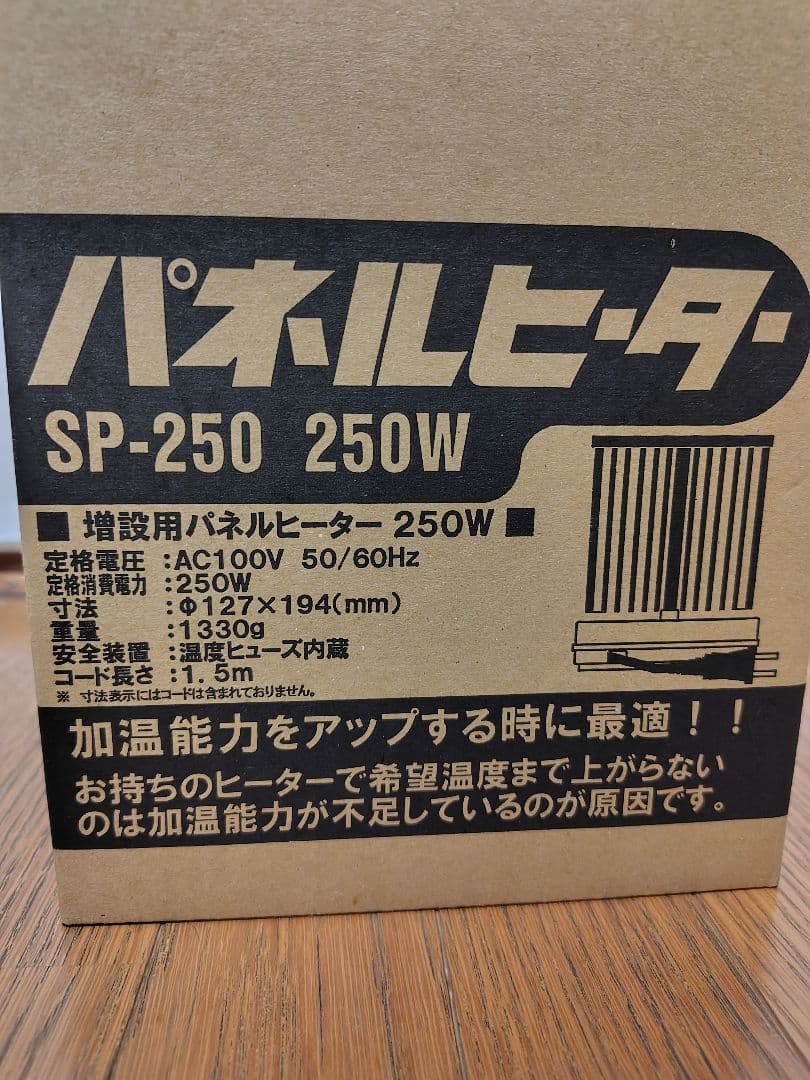 パネルヒーター
SP-250 250W
■ 増設用パネルヒーター 250W ■
定格電圧 :AC100V 50/60Hz
定格消費電力 :250W
寸法 :Φ127×194(mm)
重量 :1330g
安全装置 :温度ヒューズ内蔵
コード長さ :1.5m
※ 寸法表示にはコードは含まれておりません。
加温能力をアップする時に最適!!
お持ちのヒーターで希望温度まで上がらない
のは加温能力が不足しているのが原因です。